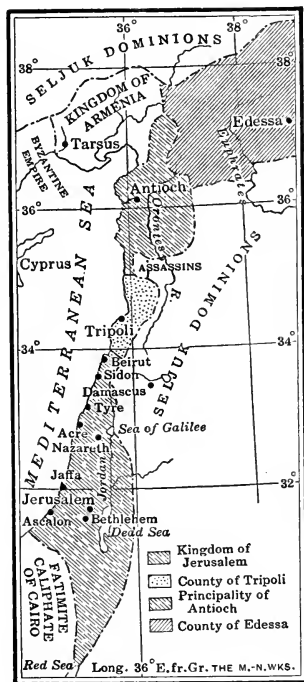 36°
38°
SELJUK DOMINIONS
38°
KINGDOM OF
ARMENIA
Edessa
Tarsus
BYZANTINE
EMPIRE
Euphrates
Antioch
36°
36°
Orontes R.
Cyprus
ASSASSINS
MEDITERRANEAN SEA
SELJUK DOMINIONS
Tripoli
34°
34°
Beirut
Sidon
Damascus
Tyre
Acre
Sea of Galilee
Nazareth
Jordan
Jaffa
32°
Jerusalem
Ascalon
Bethlehem
Dead Sea
FATIMITE
CALIPHATE
OF CAIRO
Kingdom of
Jerusalem
County of Tripoli
Principality of
Antioch
County of Edessa
Red Sea
36°
38°
Long. 36°E.fr.Gr. THE M.-N.WKS.